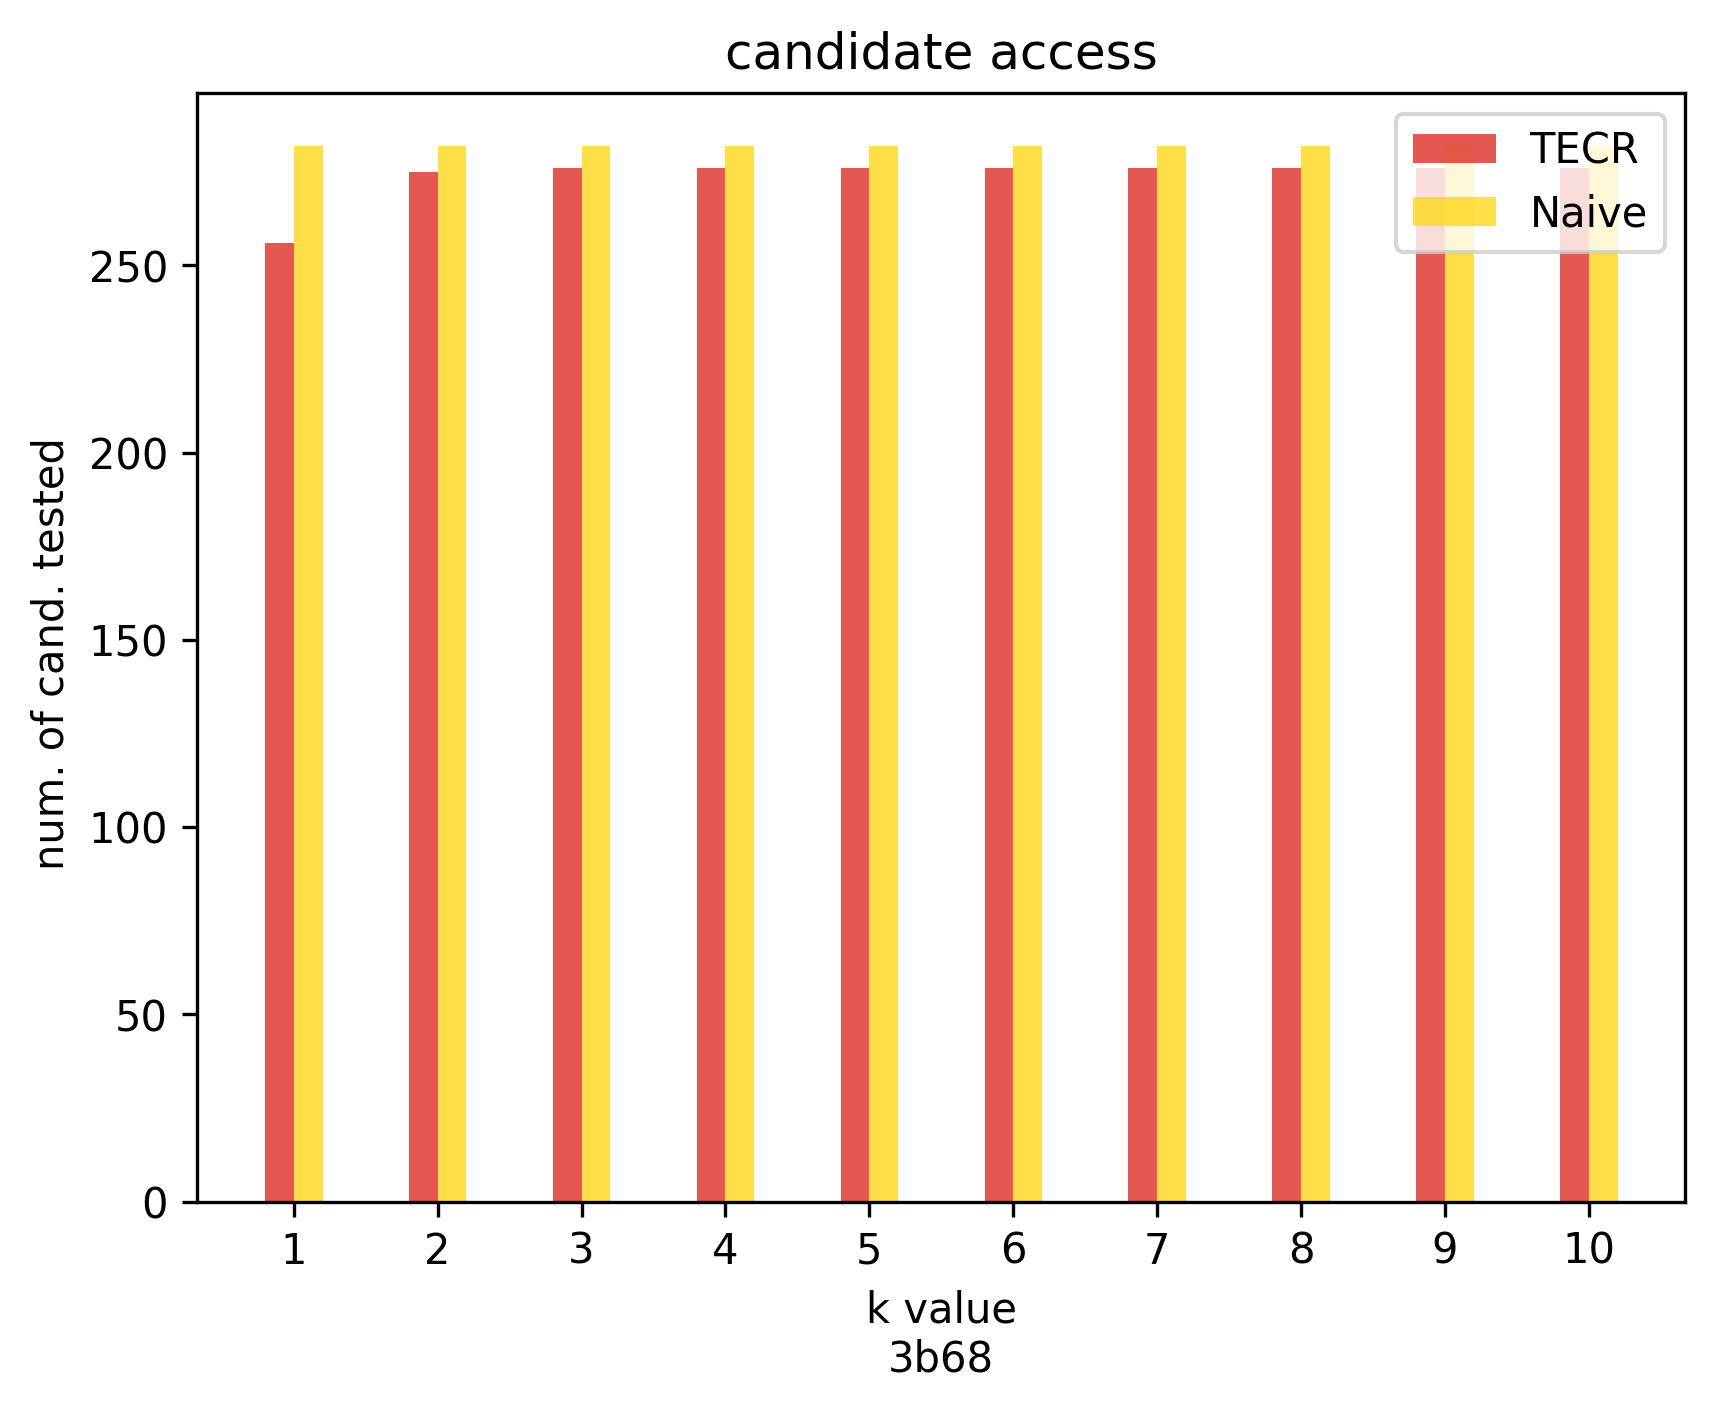 candidate access
TECR
Naive
num. of cand. tested
250
200
150
100
50
0
1 2 3 4 5 6 7 8 9 10
k value
3b68